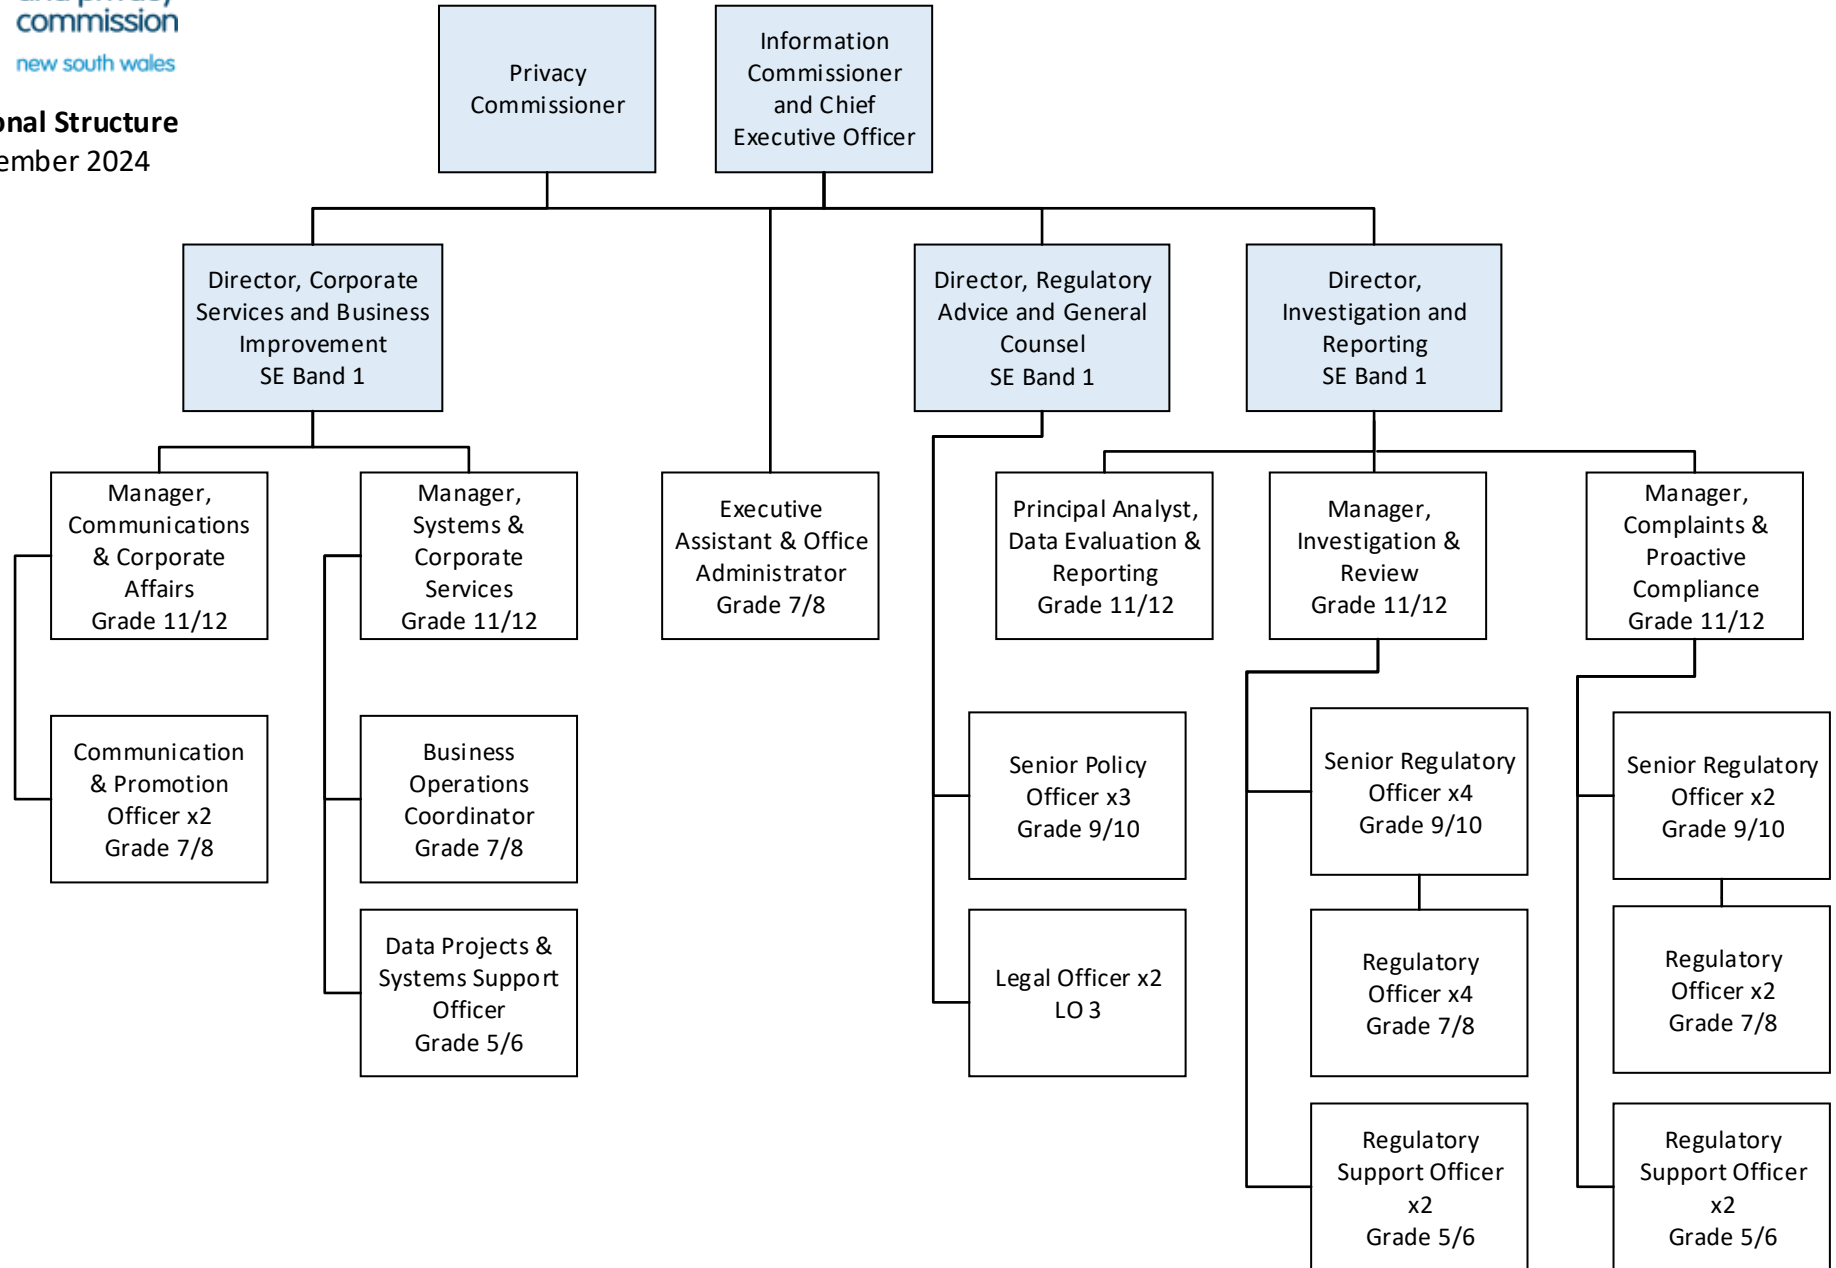 commission
new south wales
onal Structure
ember 2024
Privacy
Commissioner
Information
Commissioner
and Chief
Executive Officer
Director, Corporate
Services and Business
Improvement
SE Band 1
Director, Regulatory
Advice and General
Counsel
SE Band 1
Director,
Investigation and
Reporting
SE Band 1
Manager,
Communications
& Corporate
Affairs
Grade 11/12
Manager,
Systems &
Corporate
Services
Grade 11/12
Executive
Assistant & Office
Administrator
Grade 7/8
Principal Analyst,
Data Evaluation &
Reporting
Grade 11/12
Manager,
Investigation &
Review
Grade 11/12
Manager,
Complaints &
Proactive
Compliance
Grade 11/12
Communication
& Promotion
Officer x2
Grade 7/8
Business
Operations
Coordinator
Grade 7/8
Senior Policy
Officer x3
Grade 9/10
Senior Regulatory
Officer x4
Grade 9/10
Senior Regulatory
Officer x2
Grade 9/10
Data Projects &
Systems Support
Officer
Grade 5/6
Legal Officer x2
LO 3
Regulatory
Officer x4
Grade 7/8
Regulatory
Officer x2
Grade 7/8
Regulatory
Support Officer
x2
Grade 5/6
Regulatory
Support Officer
x2
Grade 5/6